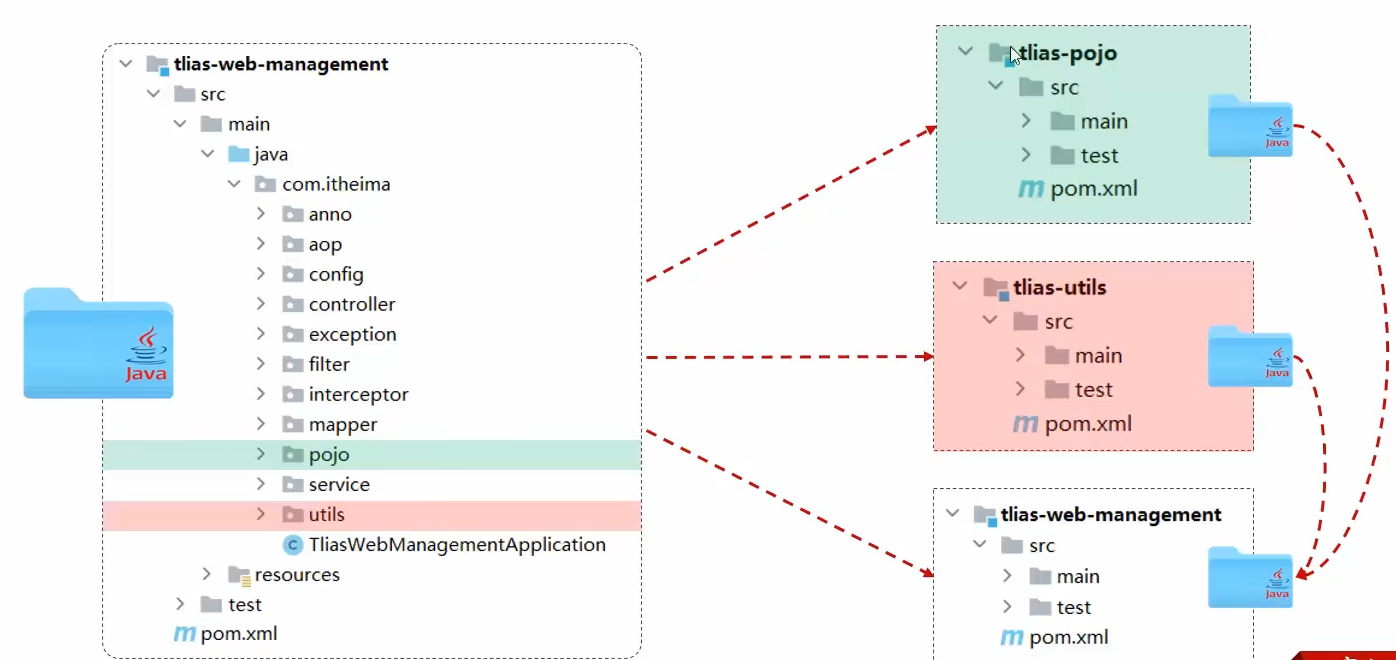 tlias-web-management
src
main
java
com.itheima
anno
aop
config
controller
exception
filter
interceptor
mapper
pojo
service
utils
C TliasWebManagementApplication
resources
test
m pom.xml
Java
tlias-pojo
src
main
test
m pom.xml
Java
tlias-utils
src
main
test
m pom.xml
Java
tlias-web-management
src
main
test
m pom.xml
Java